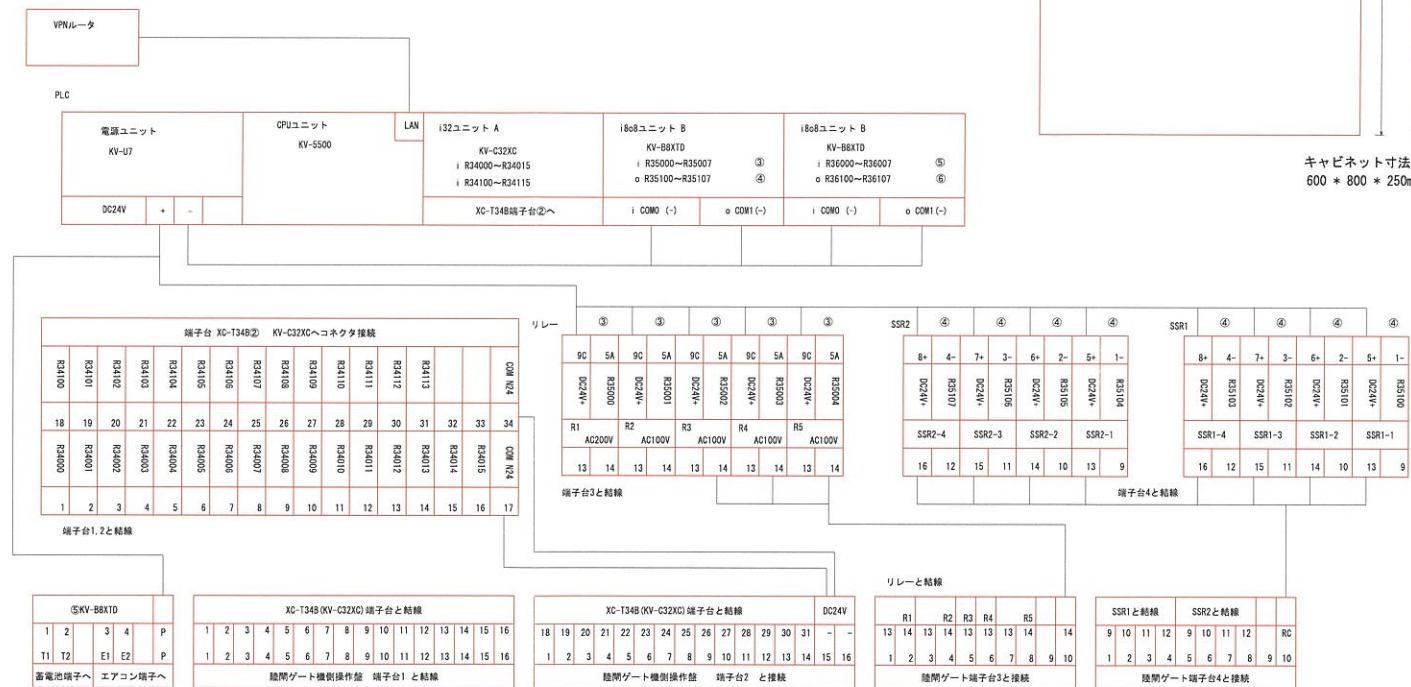 VPNルータ
キャビネット寸法
600 * 800 * 250m
PLC
電源ユニット
KV-U7
CPUユニット
KV-5500
LAN
i32ユニット A
KV-C32XC
i R34000～R34015
i R34100～R34115
i8o8ユニット B
KV-B8XTD
i R35000～R35007 ③
o R35100～R35107 ④
i8o8ユニット B
KV-B8XTD
i R36000～R36007 ⑤
o R36100～R36107 ⑥
DC24V + -
XC-T34B端子台②へ
i COM0 (-) o COM1(-) i COM0 (-) o COM1(-)
端子台 XC-T34B② KV-C32XCへコネクタ接続
R34100 R34101 R34102 R34103 R34104 R34105 R34106 R34107 R34108 R34109 R34110 R34111 R34112 R34113 COM N24
18 19 20 21 22 23 24 25 26 27 28 29 30 31 32 33 34
R34000 R34001 R34002 R34003 R34004 R34005 R34006 R34007 R34008 R34009 R34010 R34011 R34012 R34013 R34014 R34015 COM N24
1 2 3 4 5 6 7 8 9 10 11 12 13 14 15 16 17
端子台1,2と結線
リレー ③ ③ ③ ③ ③
9C 5A 9C 5A 9C 5A 9C 5A 9C 5A
DC24V+ R35000 DC24V+ R35001 DC24V+ R35002 DC24V+ R35003 DC24V+ R35004
R1 R2 R3 R4 R5
AC200V AC100V AC100V AC100V AC100V
13 14 13 14 13 14 13 14 13 14
端子台3と結線
SSR2 ④ ④ ④ ④
8+ 4- 7+ 3- 6+ 2- 5+ 1-
DC24V+ R35107 DC24V+ R35106 DC24V+ R35105 DC24V+ R35104
SSR2-4 SSR2-3 SSR2-2 SSR2-1
16 12 15 11 14 10 13 9
SSR1 ④ ④ ④ ④
8+ 4- 7+ 3- 6+ 2- 5+ 1-
DC24V+ R35103 DC24V+ R35102 DC24V+ R35101 DC24V+ R35100
SSR1-4 SSR1-3 SSR1-2 SSR1-1
16 12 15 11 14 10 13 9
端子台4と結線
⑤KV-B8XTD
1 2 3 4 P
T1 T2 E1 E2 P
蓄電池端子へ エアコン端子へ
XC-T34B(KV-C32XC)端子台と結線
1 2 3 4 5 6 7 8 9 10 11 12 13 14 15 16
1 2 3 4 5 6 7 8 9 10 11 12 13 14 15 16
陸閘ゲート機側操作盤 端子台1 と結線
XC-T34B(KV-C32XC)端子台と結線 DC24V
18 19 20 21 22 23 24 25 26 27 28 29 30 31 - -
1 2 3 4 5 6 7 8 9 10 11 12 13 14 15 16
陸閘ゲート機側操作盤 端子台2 と接続
リレーと結線
R1 R2 R3 R4 R5
13 14 13 14 13 13 13 14 14
1 2 3 4 5 6 7 8 9 10
陸閘ゲート端子台3と接続
SSR1と結線 SSR2と結線
9 10 11 12 9 10 11 12 RC
1 2 3 4 5 6 7 8 9 10
陸閘ゲート端子台4と接続